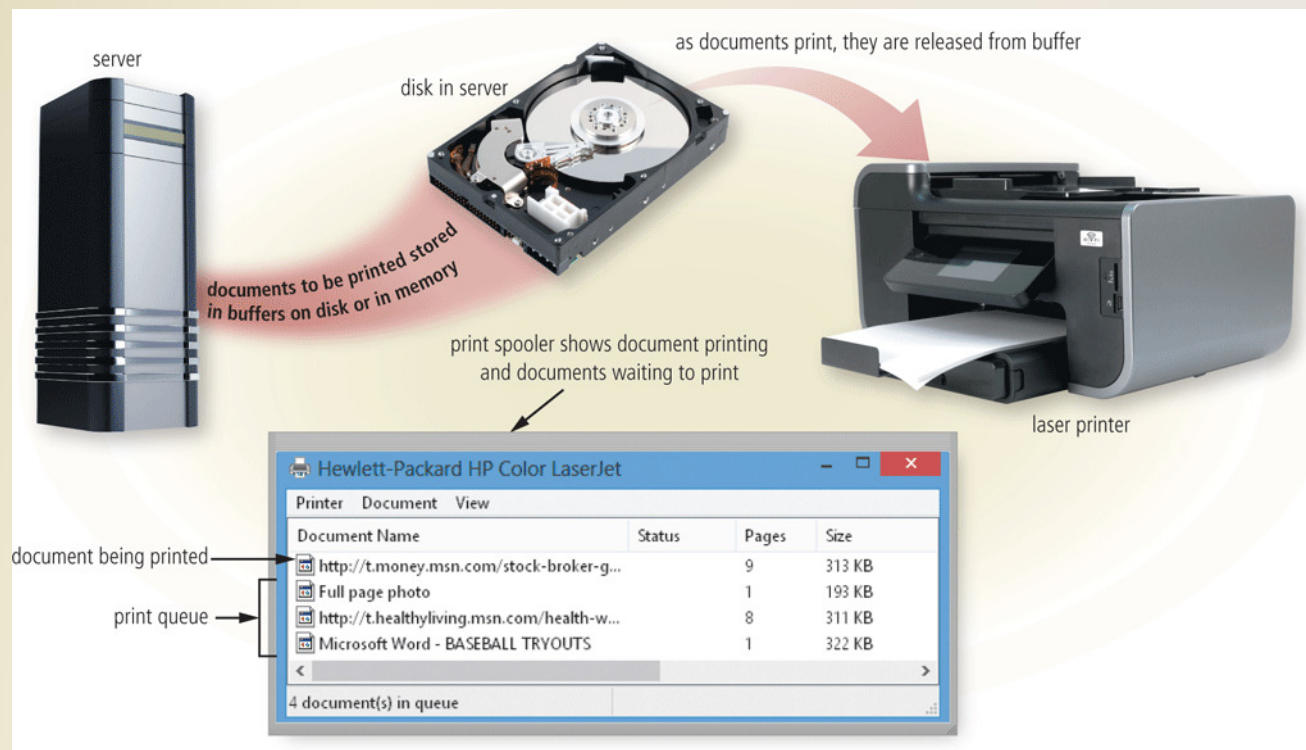 server
disk in server
as documents print, they are released from buffer
documents to be printed stored
in buffers on disk or in memory
print spooler shows document printing
and documents waiting to print
laser printer
Hewlett-Packard HP Color LaserJet
Printer Document View
Document Name Status Pages Size
document being printed
http://t.money.msn.com/stock-broker-g... 9 313 KB
Full page photo 1 193 KB
print queue
http://t.healthyliving.msn.com/health-w... 8 311 KB
Microsoft Word - BASEBALL TRYOUTS 1 322 KB
4 document(s) in queue